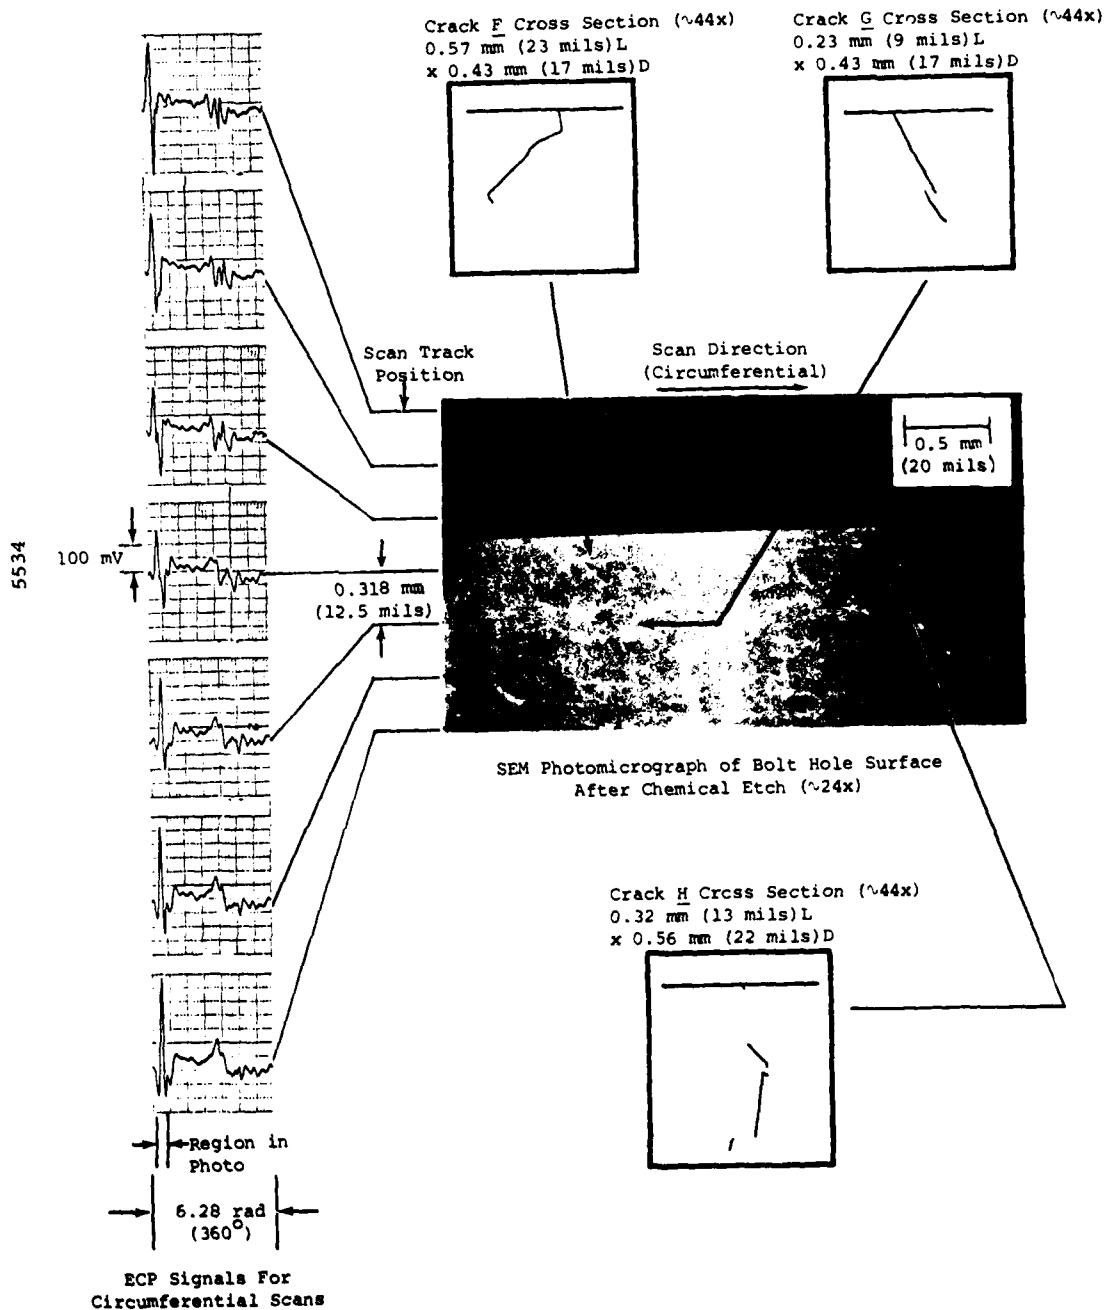 Crack F Cross Section (~44x)
0.57 mm (23 mils)L
x 0.43 mm (17 mils)D
Crack G Cross Section (~44x)
0.23 mm (9 mils)L
x 0.43 mm (17 mils)D
Scan Track
Position
Scan Direction
(Circumferential)
0.5 mm
(20 mils)
5534
100 mV
0.318 mm
(12.5 mils)
SEM Photomicrograph of Bolt Hole Surface
After Chemical Etch (~24x)
Crack H Crcss Section (~44x)
0.32 mm (13 mils)L
x 0.56 mm (22 mils)D
Region in
Photo
6.28 rad
(360°)
ECP Signals For
Circumferential Scans